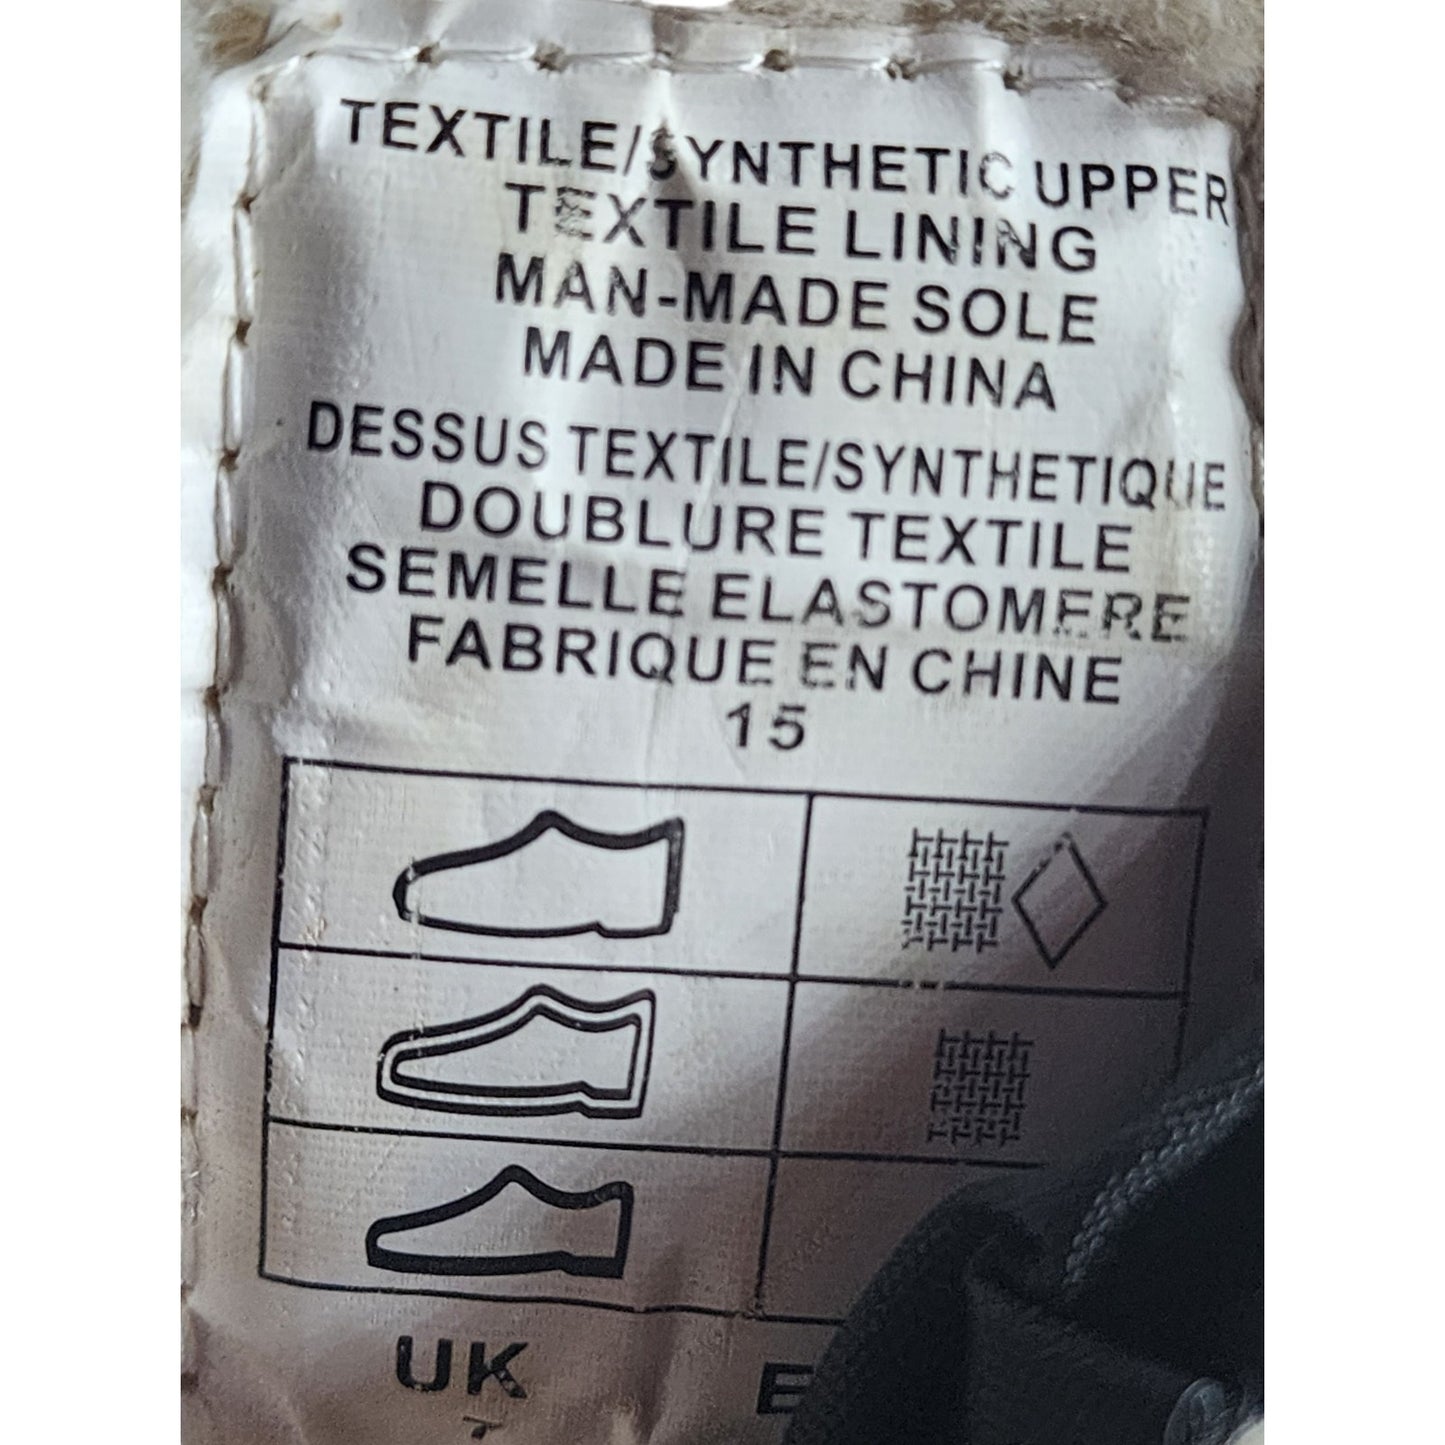 TEXTILE/SYNTHETIC UPPER
TEXTILE LINING
MAN-MADE SOLE
MADE IN CHINA
DESSUS TEXTILE/SYNTHETIQUE
DOUBLURE TEXTILE
SEMELLE ELASTOMERE
FABRIQUE EN CHINE
15
UK